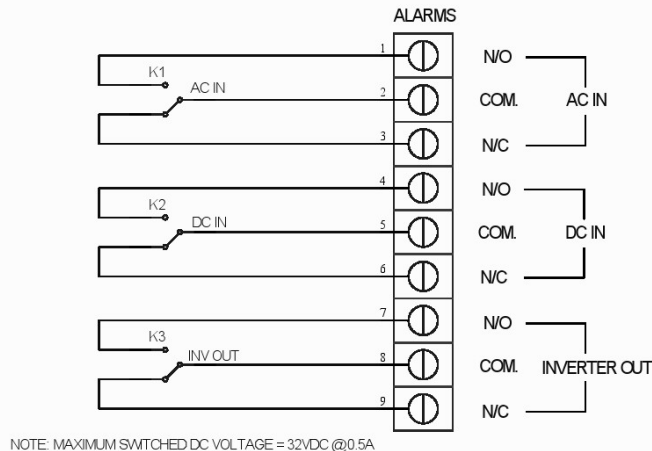 ALARMS
1 N/O
K1
AC IN 2 COM. AC IN
3 N/C
4 N/O
K2
DC IN 5 COM. DC IN
6 N/C
7 N/O
K3
INV OUT 8 COM. INVERTER OUT
9 N/C
NOTE: MAXIMUM SWITCHED DC VOLTAGE = 32VDC @0.5A